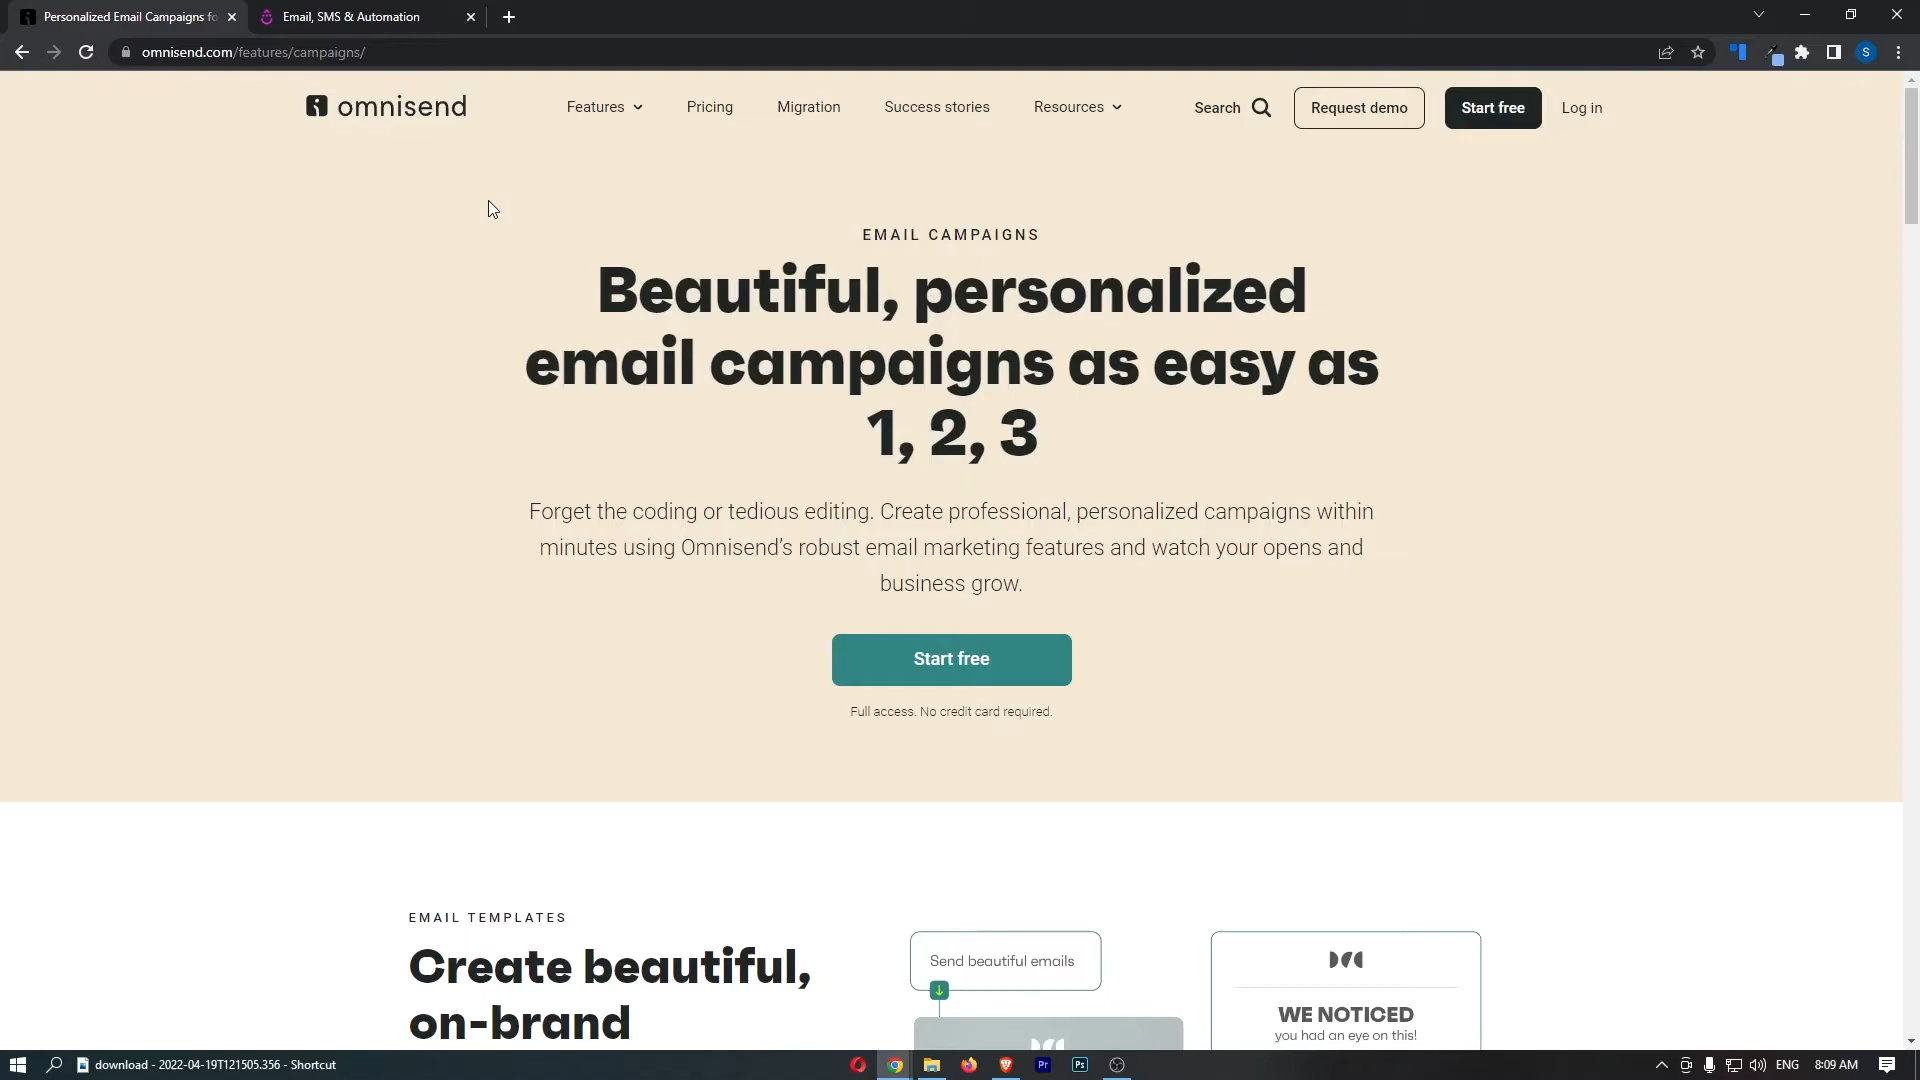 Personalized Email Campaigns fo
Email, SMS & Automation
omnisend.com/features/campaigns/
S
omnisend
Features
Pricing
Migration
Success stories
Resources
Search
Request demo
Start free
Log in
EMAIL CAMPAIGNS
Beautiful, personalized
email campaigns as easy as
1, 2, 3
Forget the coding or tedious editing. Create professional, personalized campaigns within
minutes using Omnisend's robust email marketing features and watch your opens and
business grow.
Start free
Full access. No credit card required.
EMAIL TEMPLATES
Create beautiful,
on-brand
Send beautiful emails
WE NOTICED
you had an eye on this!
download - 2022-04-19T121505.356 - Shortcut
Pr
Ps
ENG
8:09 AM